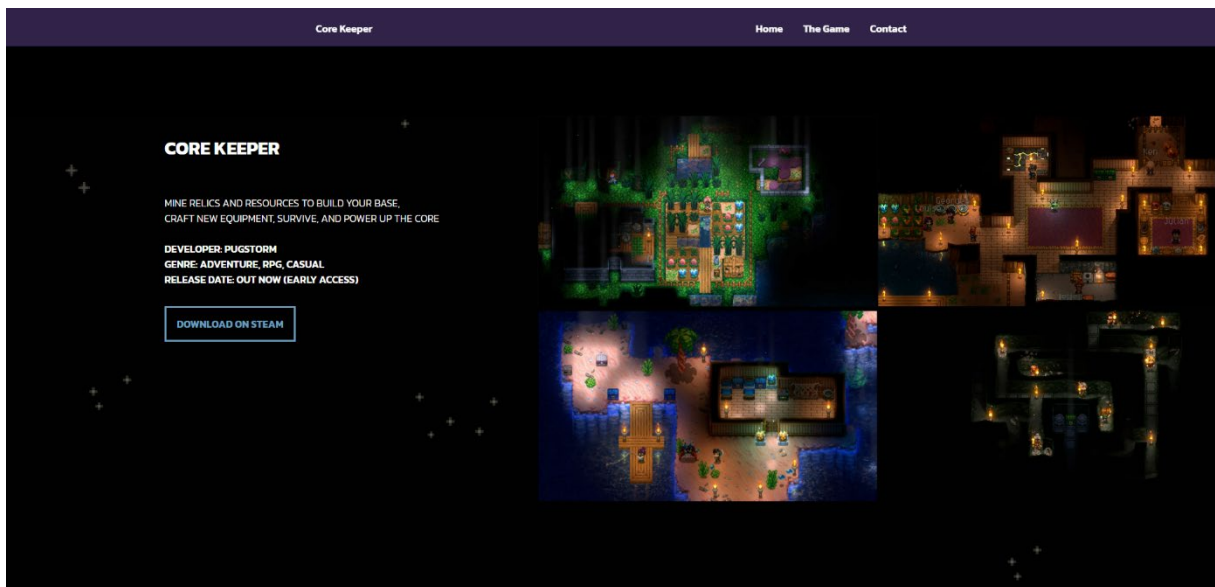 Core Keeper
Home The Game Contact
CORE KEEPER
MINE RELICS AND RESOURCES TO BUILD YOUR BASE,
CRAFT NEW EQUIPMENT, SURVIVE, AND POWER UP THE CORE
DEVELOPER: PUGSTORM
GENRE: ADVENTURE, RPG, CASUAL
RELEASE DATE: OUT NOW (EARLY ACCESS)
DOWNLOAD ON STEAM